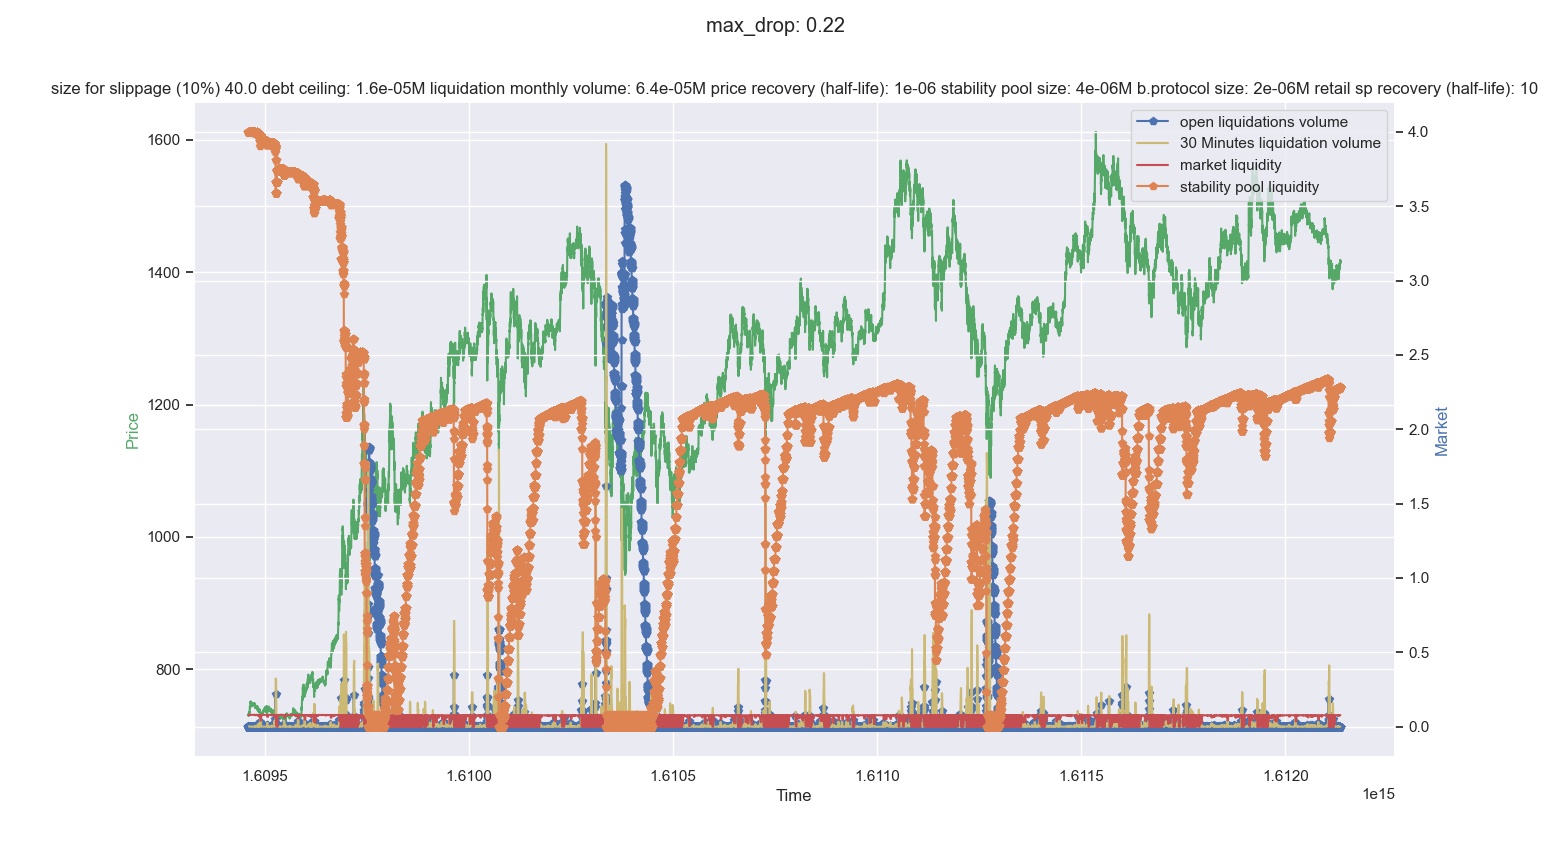 max_drop: 0.22
size for slippage (10%) 40.0 debt ceiling: 1.6e-05M liquidation monthly volume: 6.4e-05M price recovery (half-life): 1e-06 stability pool size: 4e-06M b.protocol size: 2e-06M retail sp recovery (half-life): 10
open liquidations volume
30 Minutes liquidation volume
market liquidity
stability pool liquidity
1600
1400
1200
1000
800
Price
4.0
3.5
3.0
2.5
2.0
1.5
1.0
0.5
0.0
Market
1.6095
1.6100
1.6105
1.6110
1.6115
1.6120
1e15
Time